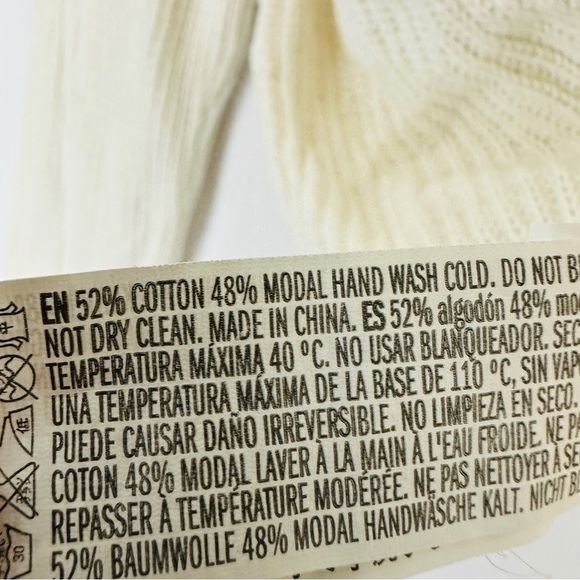 EN 52% COTTON 48% MODAL HAND WASH COLD. DO NOT
NOT DRY CLEAN. MADE IN CHINA. ES 52% algodón 48%
TEMPERATURA MÁXIMA 40 °C. NO USAR BLANQUEADOR.
UNA TEMPERATURA MÁXIMA DE LA BASE DE 110 °C, SIN
PUEDE CAUSAR DAÑO IRREVERSIBLE. NO LIMPIEZA EN SECO.
COTON 48% MODAL LAVER À LA MAIN À L'EAU FROIDE. NE
REPASSER À TEMPÉRATURE MODÉRÉE. NE PAS NETTOYER À
52% BAUMWOLLE 48% MODAL HANDWÄSCHE KALT. NICHT
30